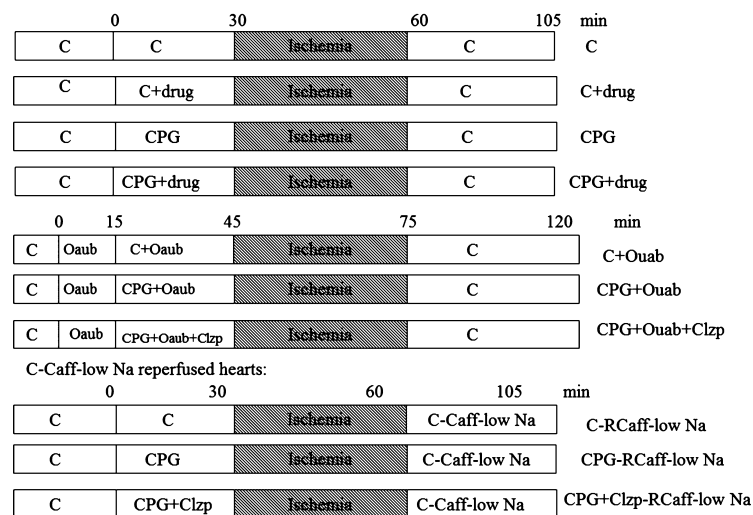 0 30 60 105 min
C C Ischemia C C
C C+drug Ischemia C C+drug
C CPG Ischemia C CPG
C CPG+drug Ischemia C CPG+drug
0 15 45 75 120 min
C Oaub C+Oaub Ischemia C C+Ouab
C Oaub CPG+Oaub Ischemia C CPG+Ouab
C Oaub CPG+Oaub+Clzp Ischemia C CPG+Ouab+Clzp
C-Caff-low Na reperfused hearts:
0 30 60 105 min
C C Ischemia C-Caff-low Na C-RCaff-low Na
C CPG Ischemia C-Caff-low Na CPG-RCaff-low Na
C CPG+Clzp Ischemia C-Caff-low Na CPG+Clzp-RCaff-low Na